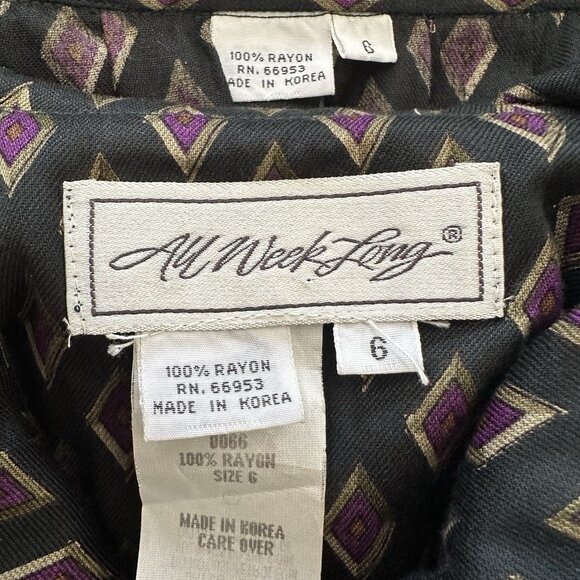 100% RAYON
RN. 66953
MADE IN KOREA
6
All Week Long ®
100% RAYON
RN. 66953
MADE IN KOREA
6
0066
100% RAYON
SIZE 6
MADE IN KOREA
CARE OVER